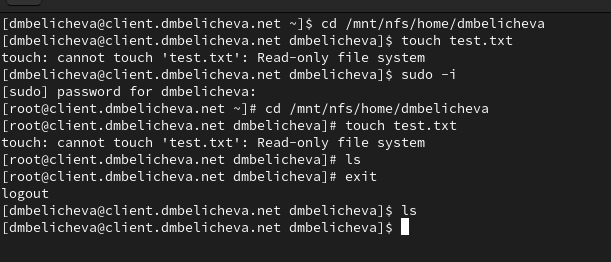 [dmbelicheva@client.dmbelicheva.net ~]$ cd /mnt/nfs/home/dmbelicheva
[dmbelicheva@client.dmbelicheva.net dmbelicheva]$ touch test.txt
touch: cannot touch 'test.txt': Read-only file system
[dmbelicheva@client.dmbelicheva.net dmbelicheva]$ sudo -i
[sudo] password for dmbelicheva:
[root@client.dmbelicheva.net ~]# cd /mnt/nfs/home/dmbelicheva
[root@client.dmbelicheva.net dmbelicheva]# touch test.txt
touch: cannot touch 'test.txt': Read-only file system
[root@client.dmbelicheva.net dmbelicheva]# ls
[root@client.dmbelicheva.net dmbelicheva]# exit
logout
[dmbelicheva@client.dmbelicheva.net dmbelicheva]$ ls
[dmbelicheva@client.dmbelicheva.net dmbelicheva]$